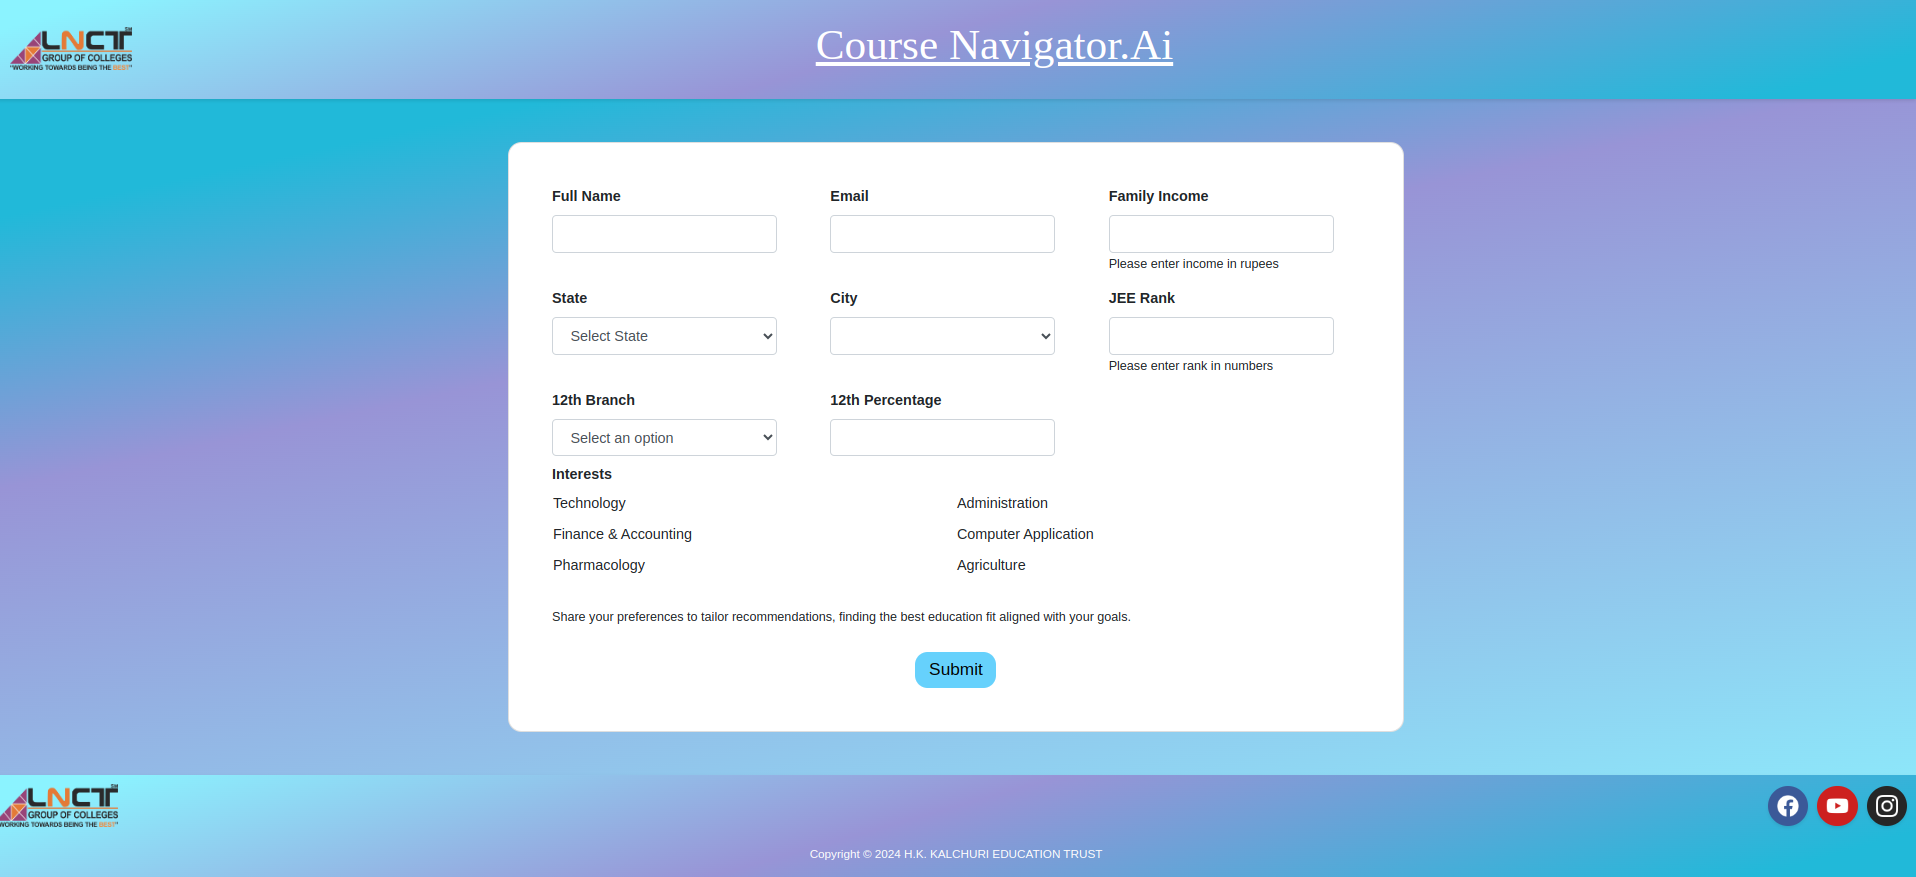 LNCT TM
GROUP OF COLLEGES
"WORKING TOWARDS BEING THE BEST"
Course Navigator.Ai
Full Name
Email
Family Income
Please enter income in rupees
State
City
JEE Rank
Select State
Please enter rank in numbers
12th Branch
12th Percentage
Select an option
Interests
Technology
Administration
Finance & Accounting
Computer Application
Pharmacology
Agriculture
Share your preferences to tailor recommendations, finding the best education fit aligned with your goals.
Submit
LNCT TM
GROUP OF COLLEGES
WORKING TOWARDS BEING THE BEST"
Copyright © 2024 H.K. KALCHURI EDUCATION TRUST